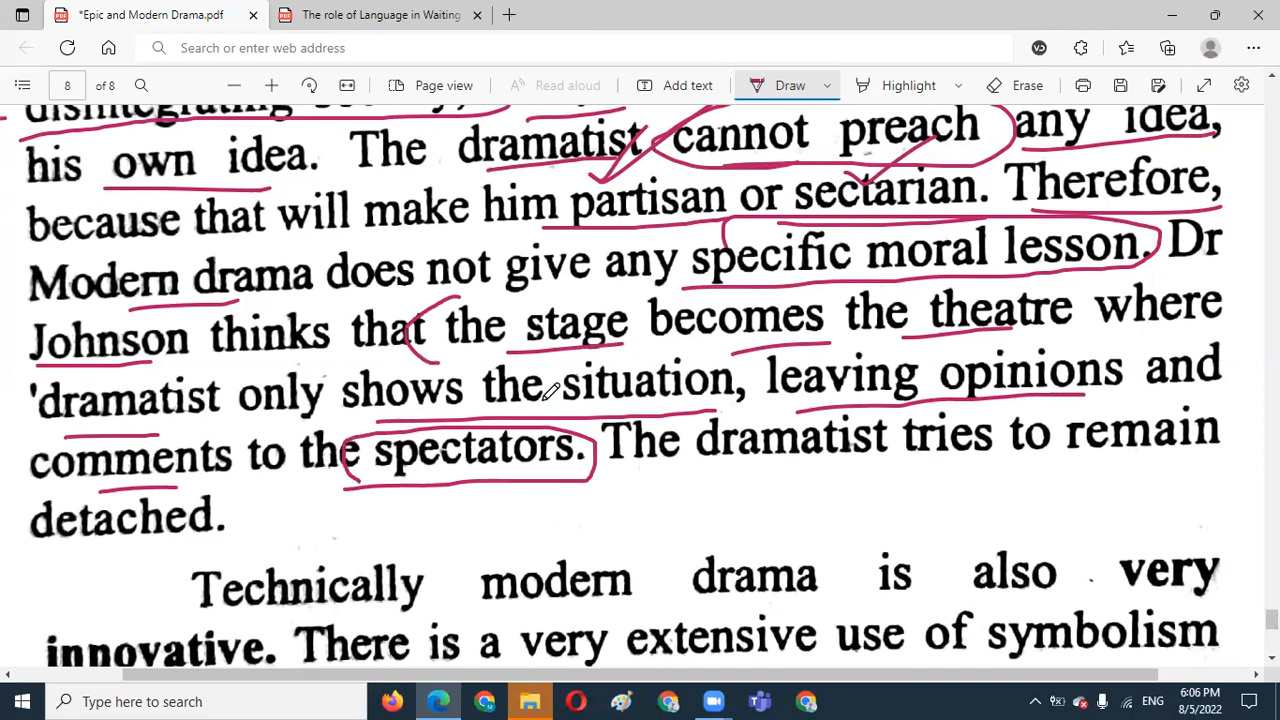 *Epic and Modern Drama.pdf
The role of Language in Waiting
Search or enter web address
8 of 8
Page view
Read aloud
Add text
Draw
Highlight
Erase
his own idea. The dramatist cannot preach any idea,
because that will make him partisan or sectarian. Therefore,
Modern drama does not give any specific moral lesson. Dr
Johnson thinks that the stage becomes the theatre where
'dramatist only shows the situation, leaving opinions and
comments to the spectators. The dramatist tries to remain
detached.
Technically modern drama is also very
innovative. There is a very extensive use of symbolism
Type here to search
ENG
6:06 PM
8/5/2022